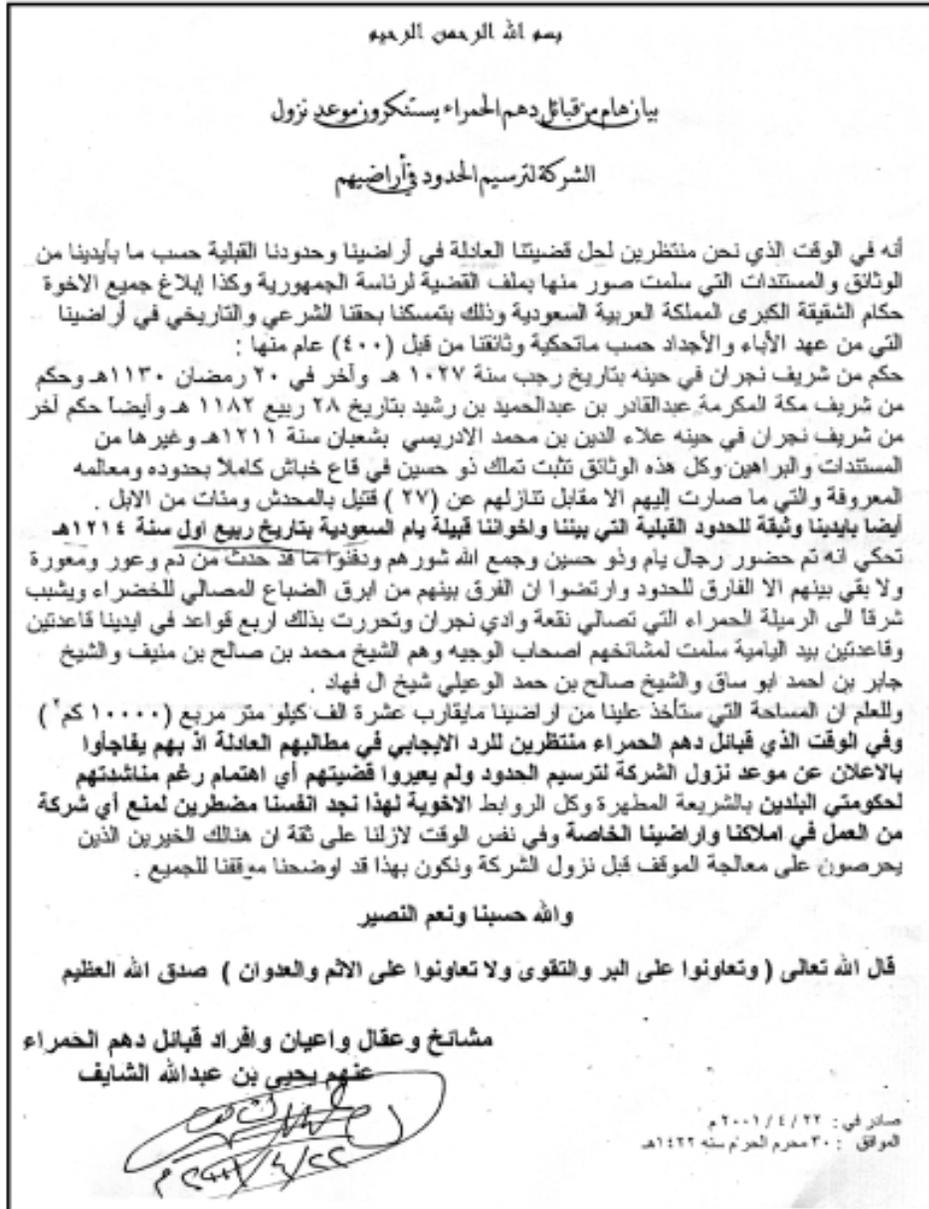 بسم الله الرحمن الرحيم
بيان هام من قبائل دهم الحمراء يستنكرون موعد نزول
الشركة لترسيم الحدود في أراضيهم
أنه في الوقت الذي نحن منتظرين لحل قضيتنا العادلة في أراضينا وحدودنا القبلية حسب ما بأيدينا من
الوثائق والمستندات التي سلمت صور منها بملف القضية لرئاسة الجمهورية وكذا إبلاغ جميع الاخوة
حكام الشقيقة الكبرى المملكة العربية السعودية وذلك بتمسكنا بحقنا الشرعي والتاريخي في أراضينا
التي من عهد الأباء والأجداد حسب ماتحكية وثائقنا من قبل (٤٠٠) عام منها :
حكم من شريف نجران في حينه بتاريخ رجب سنة ١٠٢٧ هـ وآخر في ٢٠ رمضان ١١٣٠هـ وحكم
من شريف مكة المكرمة عبدالقادر بن عبدالحميد بن رشيد بتاريخ ٢٨ ربيع ١١٨٢ هـ وأيضا حكم آخر
من شريف نجران في حينه علاء الدين بن محمد الادريسي بشعبان سنة ١٢١١هـ وغيرها من
المستندات والبراهين وكل هذه الوثائق تثبت تملك ذو حسين في قاع خباش كاملاً بحدوده ومعالمه
المعروفة والتي ما صارت إليهم الا مقابل تنازلهم عن (٢٧) قتيل بالمحدش ومئات من الابل .
أيضا بايدينا وثيقة للحدود القبلية التي بيننا واخواننا قبيلة يام السعودية بتاريخ ربيع اول سنة ١٢١٤هـ
تحكي انه تم حضور رجال يام وذو حسين وجمع الله شورهم ودفنوا ما قد حدث من دم وعور ومعورة
ولا بقي بينهم الا الفارق للحدود وارتضوا ان الفرق بينهم من ابرق الضباع المصالي للخضراء ويشبب
شرقا الى الرميلة الحمراء التي تصالي نقعة وادي نجران وتحررت بذلك اربع قواعد في ايدينا قاعدتين
وقاعدتين بيد اليامية سلمت لمشائخهم اصحاب الوجيه وهم الشيخ محمد بن صالح بن منيف والشيخ
جابر بن احمد ابو ساق والشيخ صالح بن حمد الوعيلي شيخ ال فهاد .
وللعلم ان المساحة التي ستأخذ علينا من اراضينا مايقارب عشرة الف كيلو متر مربع (١٠٠٠٠ كم٢)
وفي الوقت الذي قبائل دهم الحمراء منتظرين للرد الايجابي في مطالبهم العادلة اذ بهم يفاجأوا
بالاعلان عن موعد نزول الشركة لترسيم الحدود ولم يعيروا قضيتهم أي اهتمام رغم مناشدتهم
لحكومتي البلدين بالشريعة المطهرة وكل الروابط الاخوية لهذا نجد انفسنا مضطرين لمنع أي شركة
من العمل في املاكنا واراضينا الخاصة وفي نفس الوقت لازلنا على ثقة ان هنالك الخيرين الذين
يحرصون على معالجة الموقف قبل نزول الشركة ونكون بهذا قد اوضحنا موقفنا للجميع .
والله حسبنا ونعم النصير
قال الله تعالى ( وتعاونوا على البر والتقوى ولا تعاونوا على الاثم والعدوان ) صدق الله العظيم
مشائخ وعقال واعيان وافراد قبائل دهم الحمراء
عنهم يحيى بن عبدالله الشايف
٢٠٠١/٤/٢٢م
صادر في : ٢٢ / ٤ / ٢٠٠١ م
الموافق : ٣٠ محرم الحرم سنه ١٤٢٢هـ